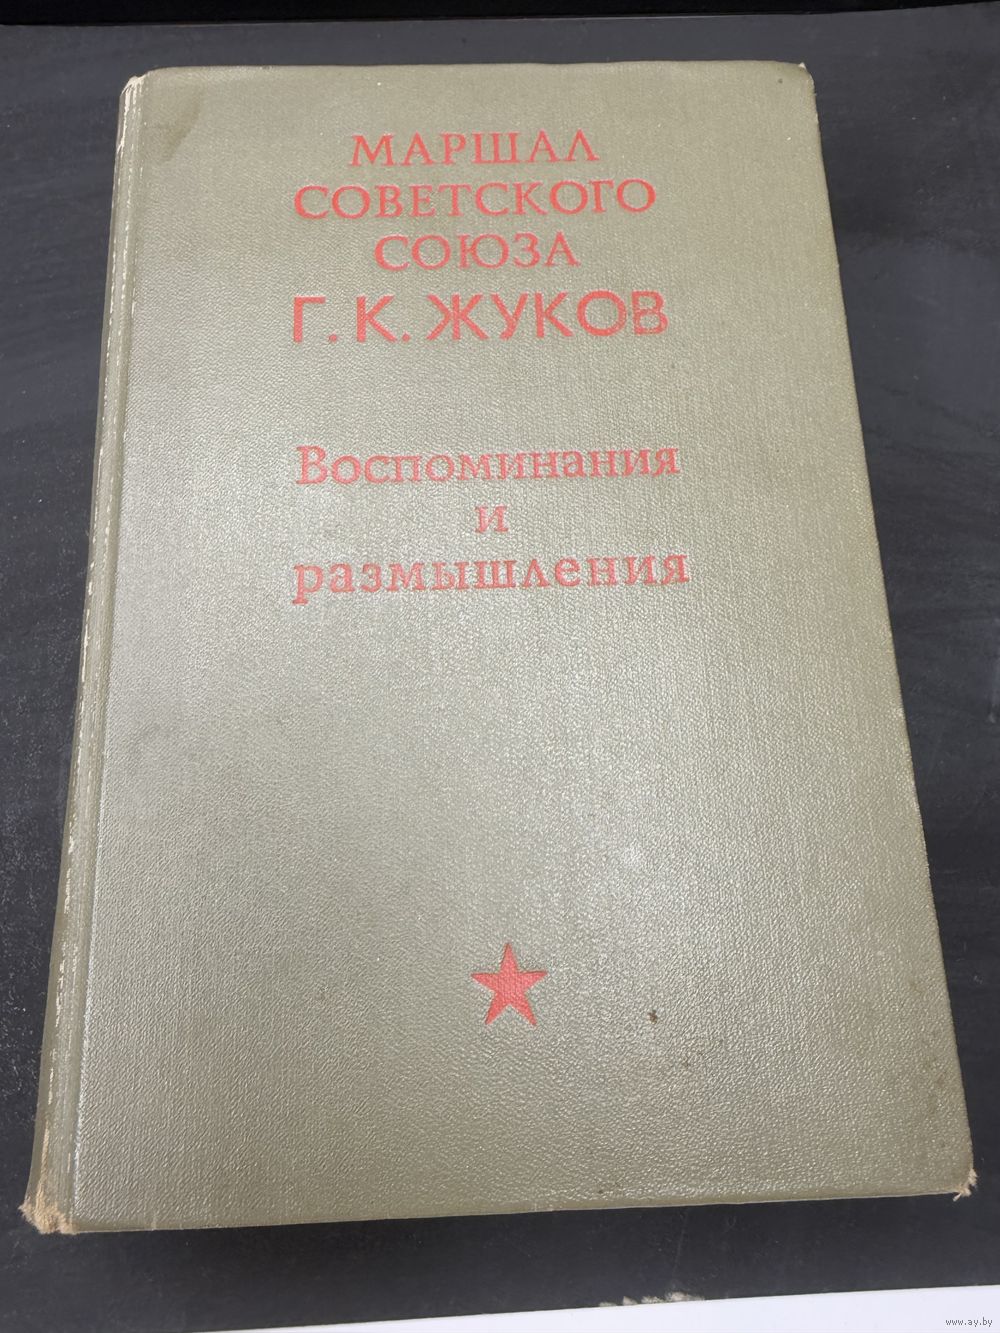 МАРШАЛ
СОВЕТСКОГО
СОЮЗА
Г. К. ЖУКОВ
Воспоминания
и
размышления
www.ay.by